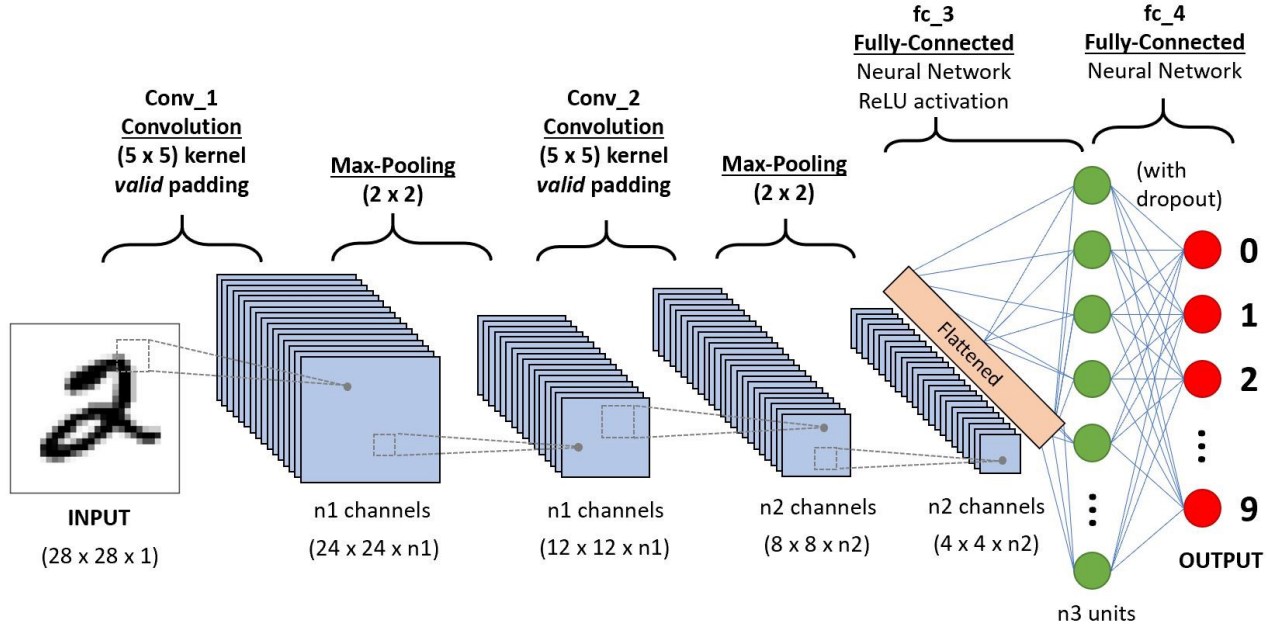 Conv_1
Convolution
(5 x 5) kernel
valid padding
Max-Pooling
(2 x 2)
Conv_2
Convolution
(5 x 5) kernel
valid padding
Max-Pooling
(2 x 2)
fc_3
Fully-Connected
Neural Network
ReLU activation
fc_4
Fully-Connected
Neural Network
(with
dropout)
Flattened
0
1
2
9
2
INPUT
(28 x 28 x 1)
n1 channels
(24 x 24 x n1)
n1 channels
(12 x 12 x n1)
n2 channels
(8 x 8 x n2)
n2 channels
(4 x 4 x n2)
n3 units
OUTPUT